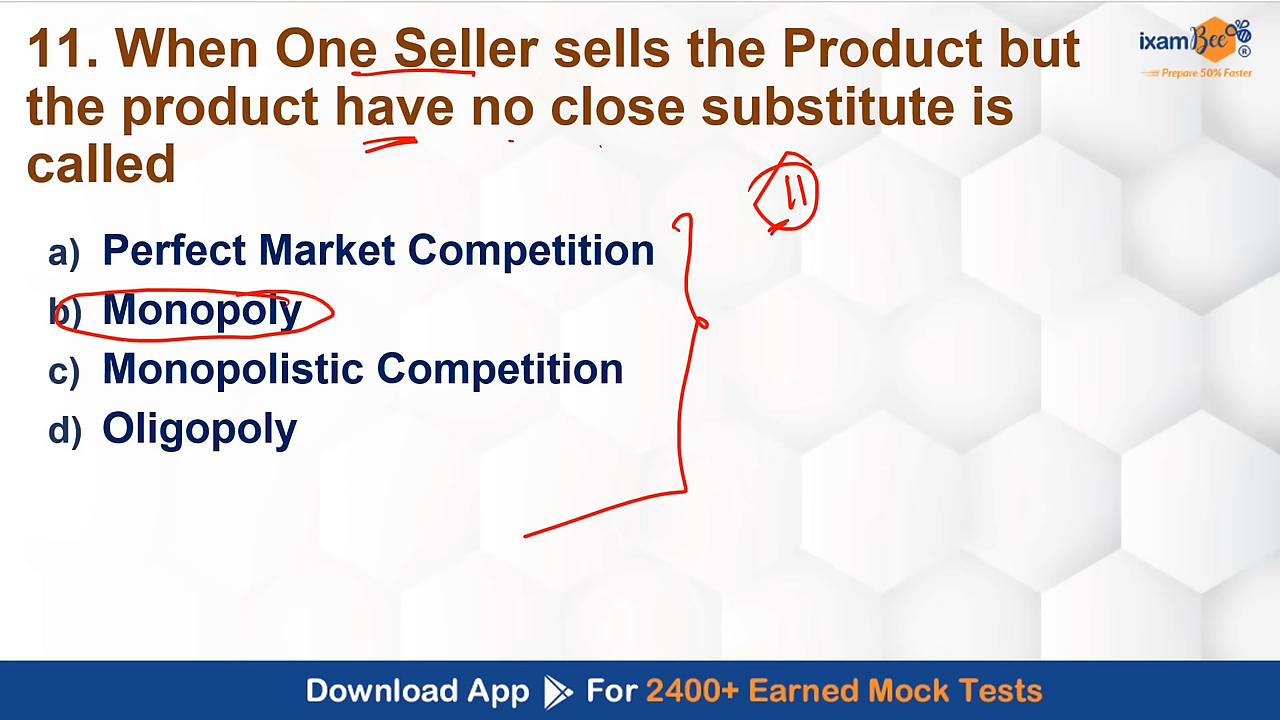 11. When One Seller sells the Product but
the product have no close substitute is
called
ixamBee®
Prepare 50% Faster
11
a) Perfect Market Competition
b) Monopoly
c) Monopolistic Competition
d) Oligopoly
Download App For 2400+ Earned Mock Tests